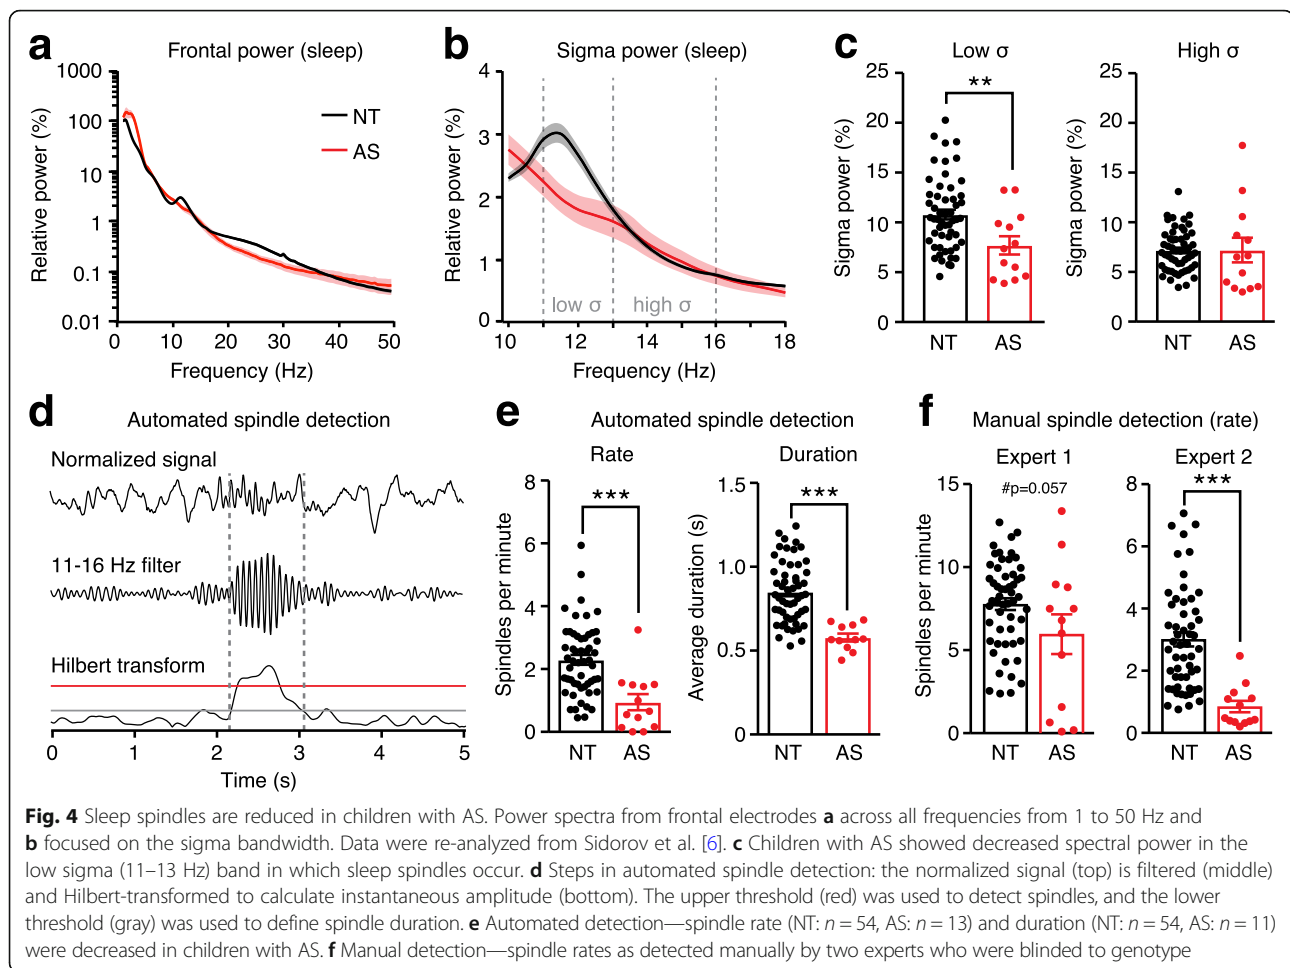 a
Frontal power (sleep)
1000
100
10
1
0.1
0.01
Relative power (%)
NT
AS
0
10
20
30
40
50
Frequency (Hz)
b
Sigma power (sleep)
4
3
2
1
0
Relative power (%)
low σ
high σ
10
12
14
16
18
Frequency (Hz)
c
Low σ
25
20
15
10
5
0
Sigma power (%)
**
NT
AS
High σ
25
20
15
10
5
0
Sigma power (%)
NT
AS
d
Automated spindle detection
Normalized signal
11-16 Hz filter
Hilbert transform
0
1
2
3
4
5
Time (s)
e
Automated spindle detection
Rate
8
6
4
2
0
Spindles per minute
***
NT
AS
Duration
1.5
1.0
0.5
0
Average duration (s)
***
NT
AS
f
Manual spindle detection (rate)
Expert 1
#p=0.057
15
10
5
0
Spindles per minute
NT
AS
Expert 2
8
6
4
2
0
***
NT
AS
Fig. 4 Sleep spindles are reduced in children with AS. Power spectra from frontal electrodes a across all frequencies from 1 to 50 Hz and
b focused on the sigma bandwidth. Data were re-analyzed from Sidorov et al. [6]. c Children with AS showed decreased spectral power in the
low sigma (11–13 Hz) band in which sleep spindles occur. d Steps in automated spindle detection: the normalized signal (top) is filtered (middle)
and Hilbert-transformed to calculate instantaneous amplitude (bottom). The upper threshold (red) was used to detect spindles, and the lower
threshold (gray) was used to define spindle duration. e Automated detection—spindle rate (NT: n = 54, AS: n = 13) and duration (NT: n = 54, AS: n = 11)
were decreased in children with AS. f Manual detection—spindle rates as detected manually by two experts who were blinded to genotype